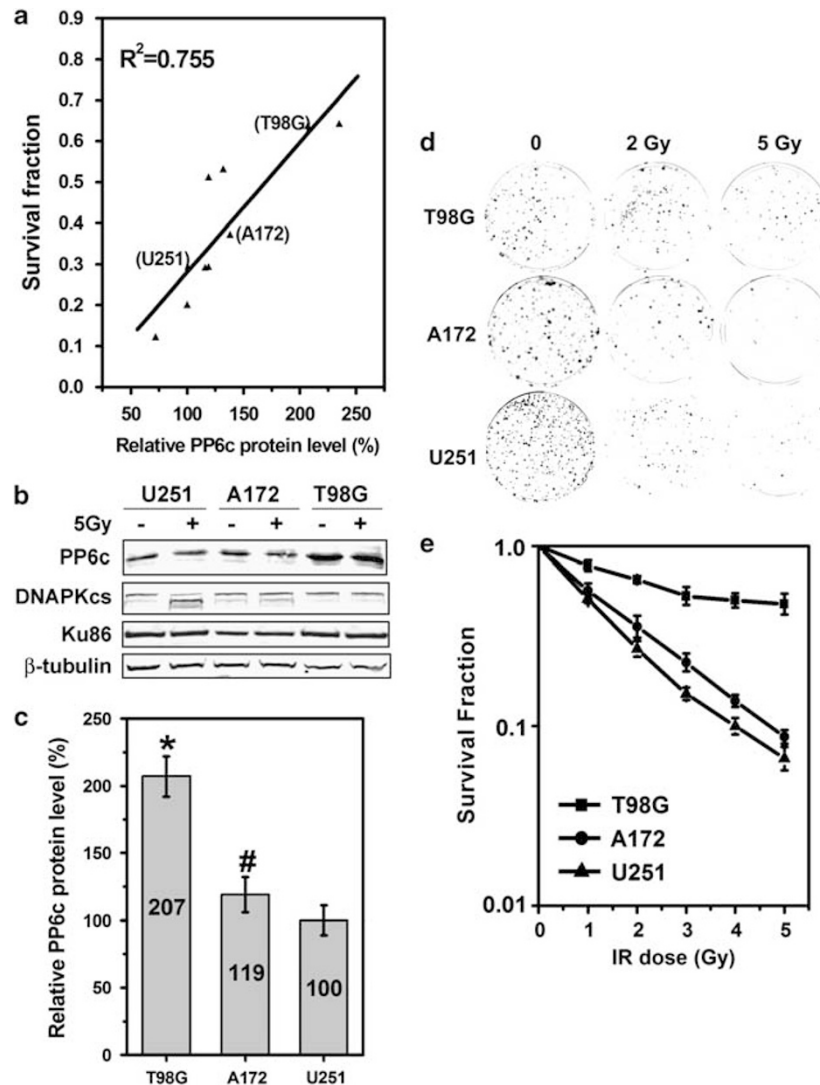 a
0.9
0.8
0.7
0.6
0.5
0.4
0.3
0.2
0.1
0.0
Survival fraction
R²=0.755
(T98G)
(A172)
(U251)
50 75 100 125 150 175 200 225 250
Relative PP6c protein level (%)
b
U251 A172 T98G
5Gy - + - + - +
PP6c
DNAPKcs
Ku86
β-tubulin
c
Relative PP6c protein level (%)
250
200
150
100
50
0
*
#
207
119
100
T98G A172 U251
d
0 2 Gy 5 Gy
T98G
A172
U251
e
Survival Fraction
1.0
0.1
0.01
T98G
A172
U251
0 1 2 3 4 5
IR dose (Gy)